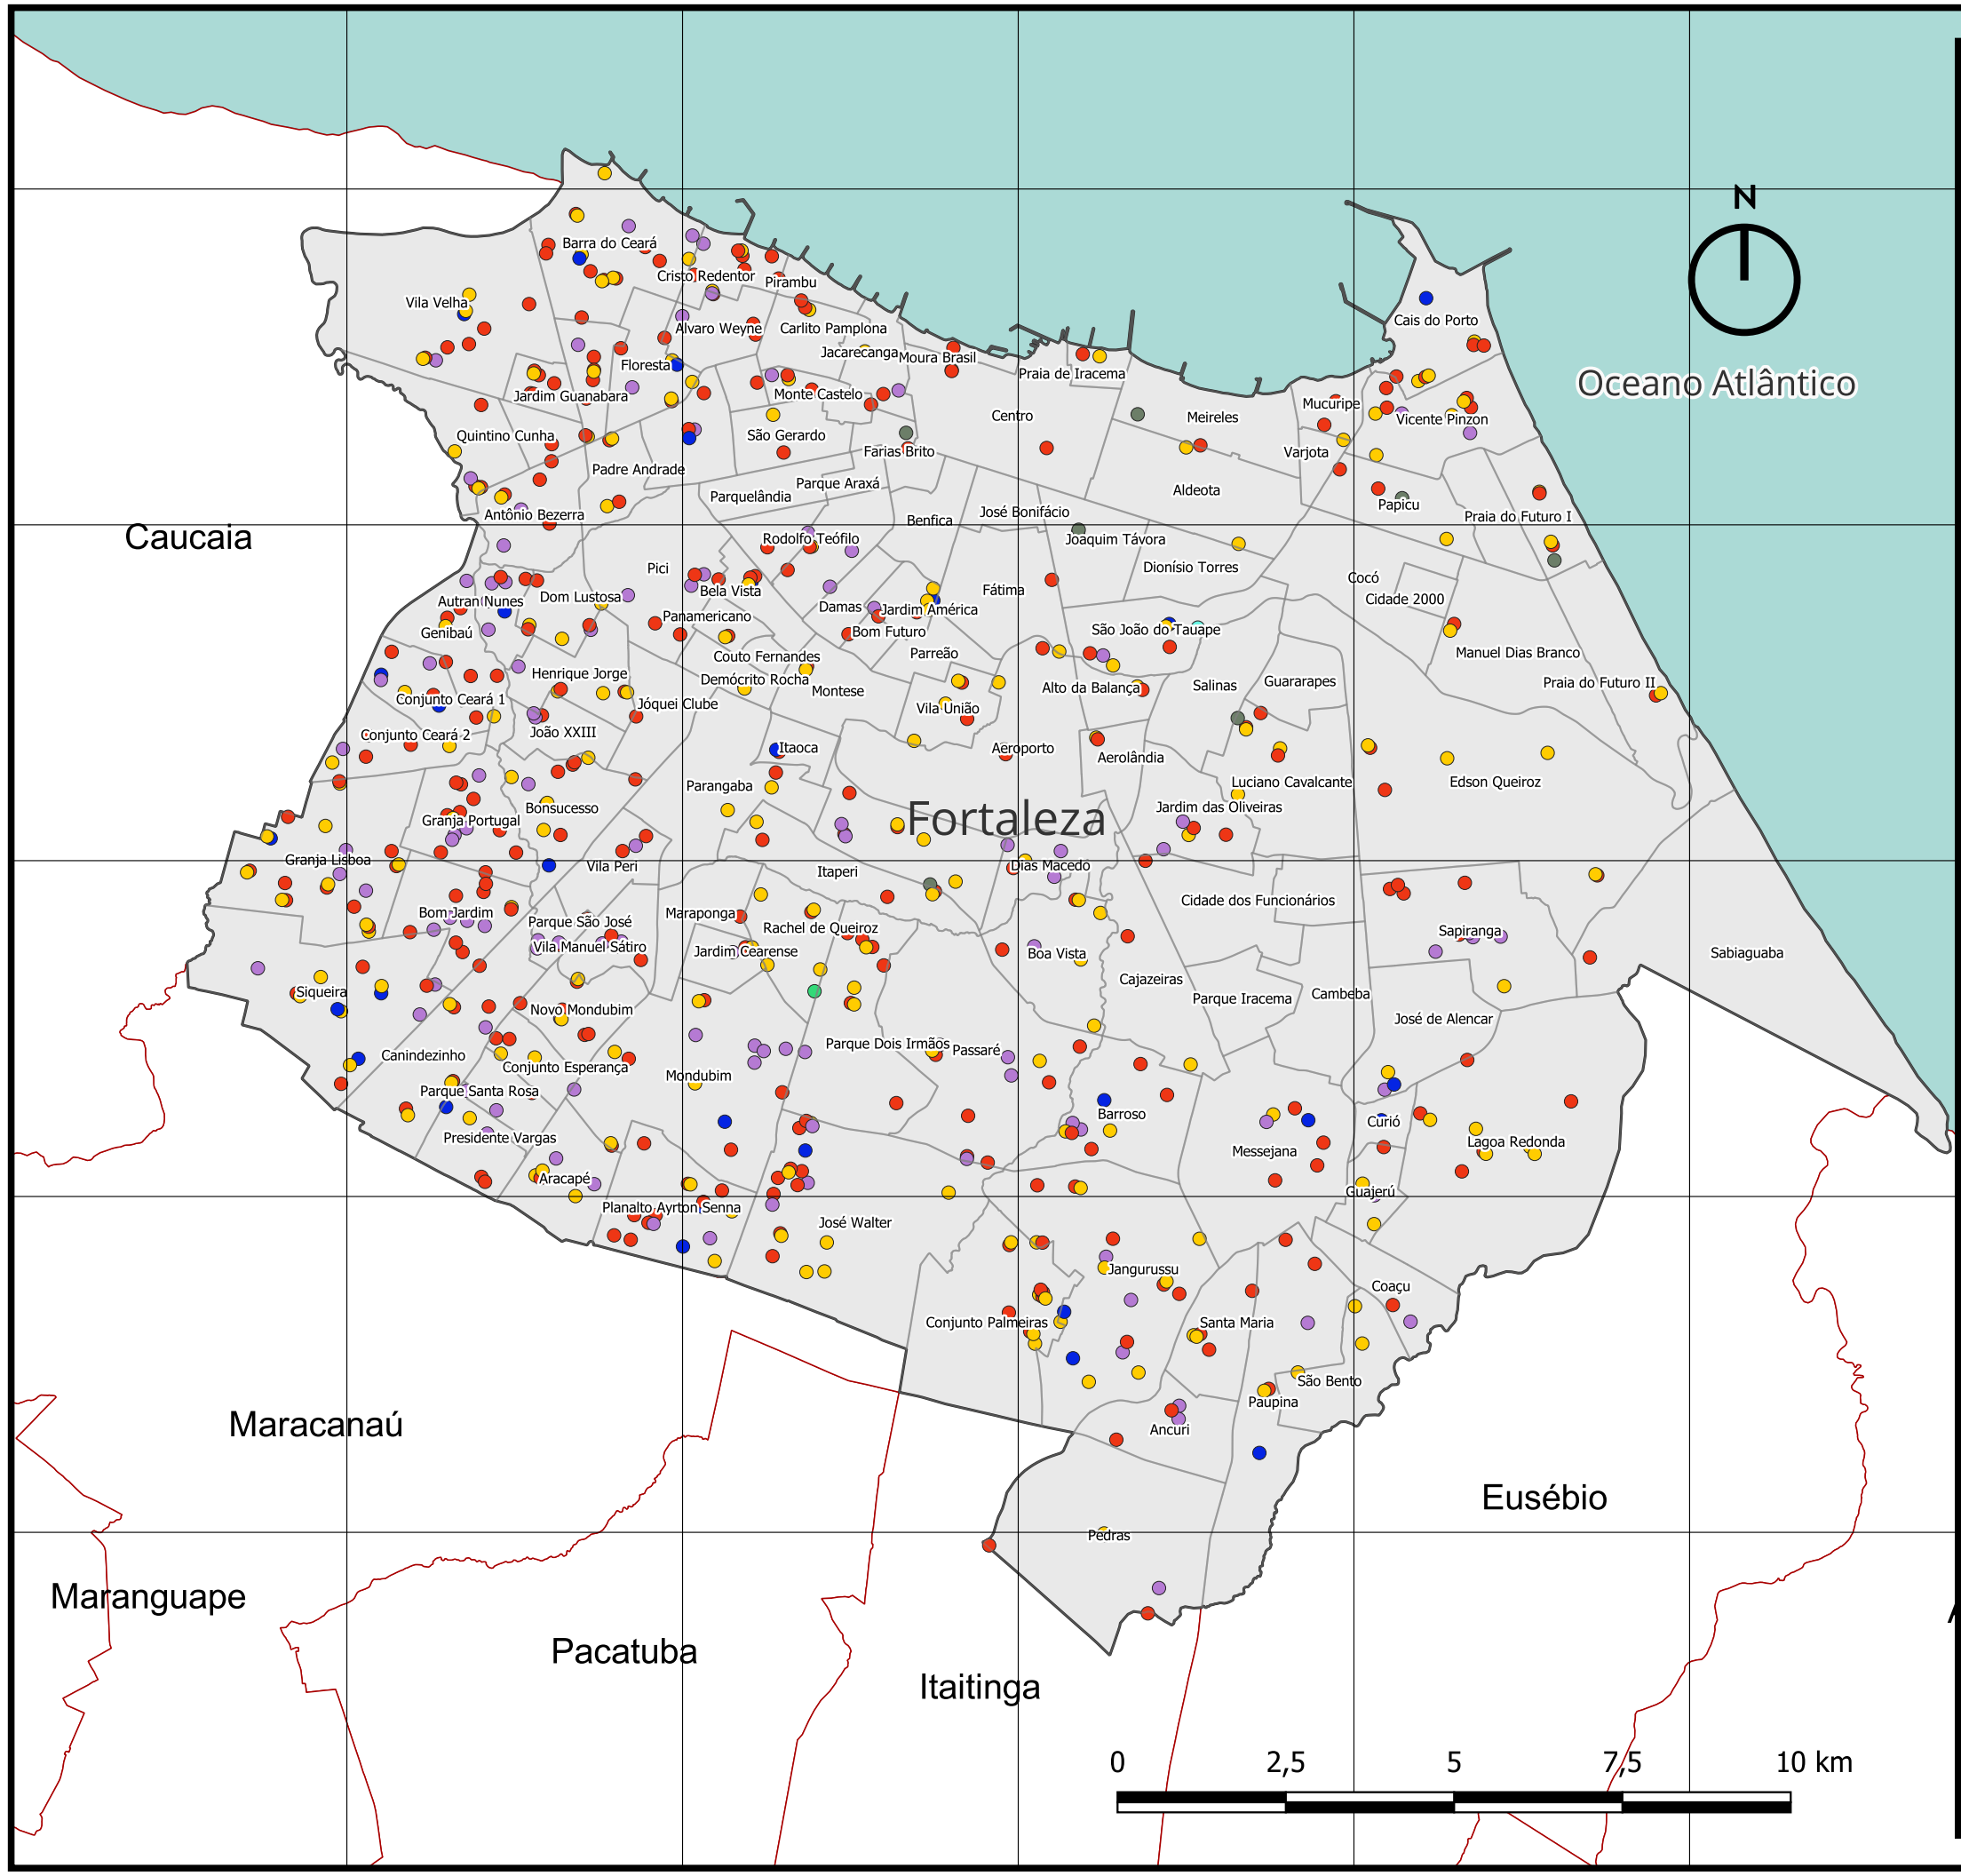 N
Oceano Atlântico
Barra do Ceará
Cristo Redentor
Pirambu
Vila Velha
Cais do Porto
Alvaro Weyne
Carlito Pamplona
Jacarecanga
Moura Brasil
Floresta
Praia de Iracema
Jardim Guanabara
Monte Castelo
Centro
Meireles
Mucuripe
Vicente Pinzon
Quintino Cunha
São Gerardo
Farias Brito
Varjota
Padre Andrade
Parque Araxá
Parquelândia
Aldeota
Papicu
Antônio Bezerra
Benfica
José Bonifácio
Praia do Futuro I
Caucaia
Rodolfo Teófilo
Joaquim Távora
Pici
Dionísio Torres
Cocó
Bela Vista
Fátima
Dom Lustosa
Autran Nunes
Damas
Jardim América
Cidade 2000
Panamericano
Genibaú
Bom Futuro
São João do Tauape
Couto Fernandes
Parreão
Manuel Dias Branco
Henrique Jorge
Demócrito Rocha
Montese
Alto da Balança
Salinas
Guararapes
Praia do Futuro II
Conjunto Ceará 1
Jóquei Clube
Vila União
Conjunto Ceará 2
João XXIII
Itaoca
Aeroporto
Aerolândia
Parangaba
Luciano Cavalcante
Edson Queiroz
Bonsucesso
Granja Portugal
Fortaleza
Jardim das Oliveiras
Granja Lisboa
Vila Peri
Itaperi
Dias Macedo
Cidade dos Funcionários
Bom Jardim
Parque São José
Maraponga
Rachel de Queiroz
Sapiranga
Vila Manuel Sátiro
Jardim Cearense
Boa Vista
Sabiaguaba
Cajazeiras
Siqueira
Parque Iracema
Cambeba
Novo Mondubim
José de Alencar
Canindezinho
Conjunto Esperança
Parque Dois Irmãos
Passaré
Mondubim
Parque Santa Rosa
Barroso
Curió
Presidente Vargas
Messejana
Lagoa Redonda
Aracapé
Guajerú
Planalto Ayrton Senna
José Walter
Jangurussu
Coaçu
Conjunto Palmeiras
Santa Maria
São Bento
Paupina
Ancuri
Maracanaú
Eusébio
Pedras
Maranguape
Pacatuba
Itaitinga
0 2,5 5 7,5 10 km